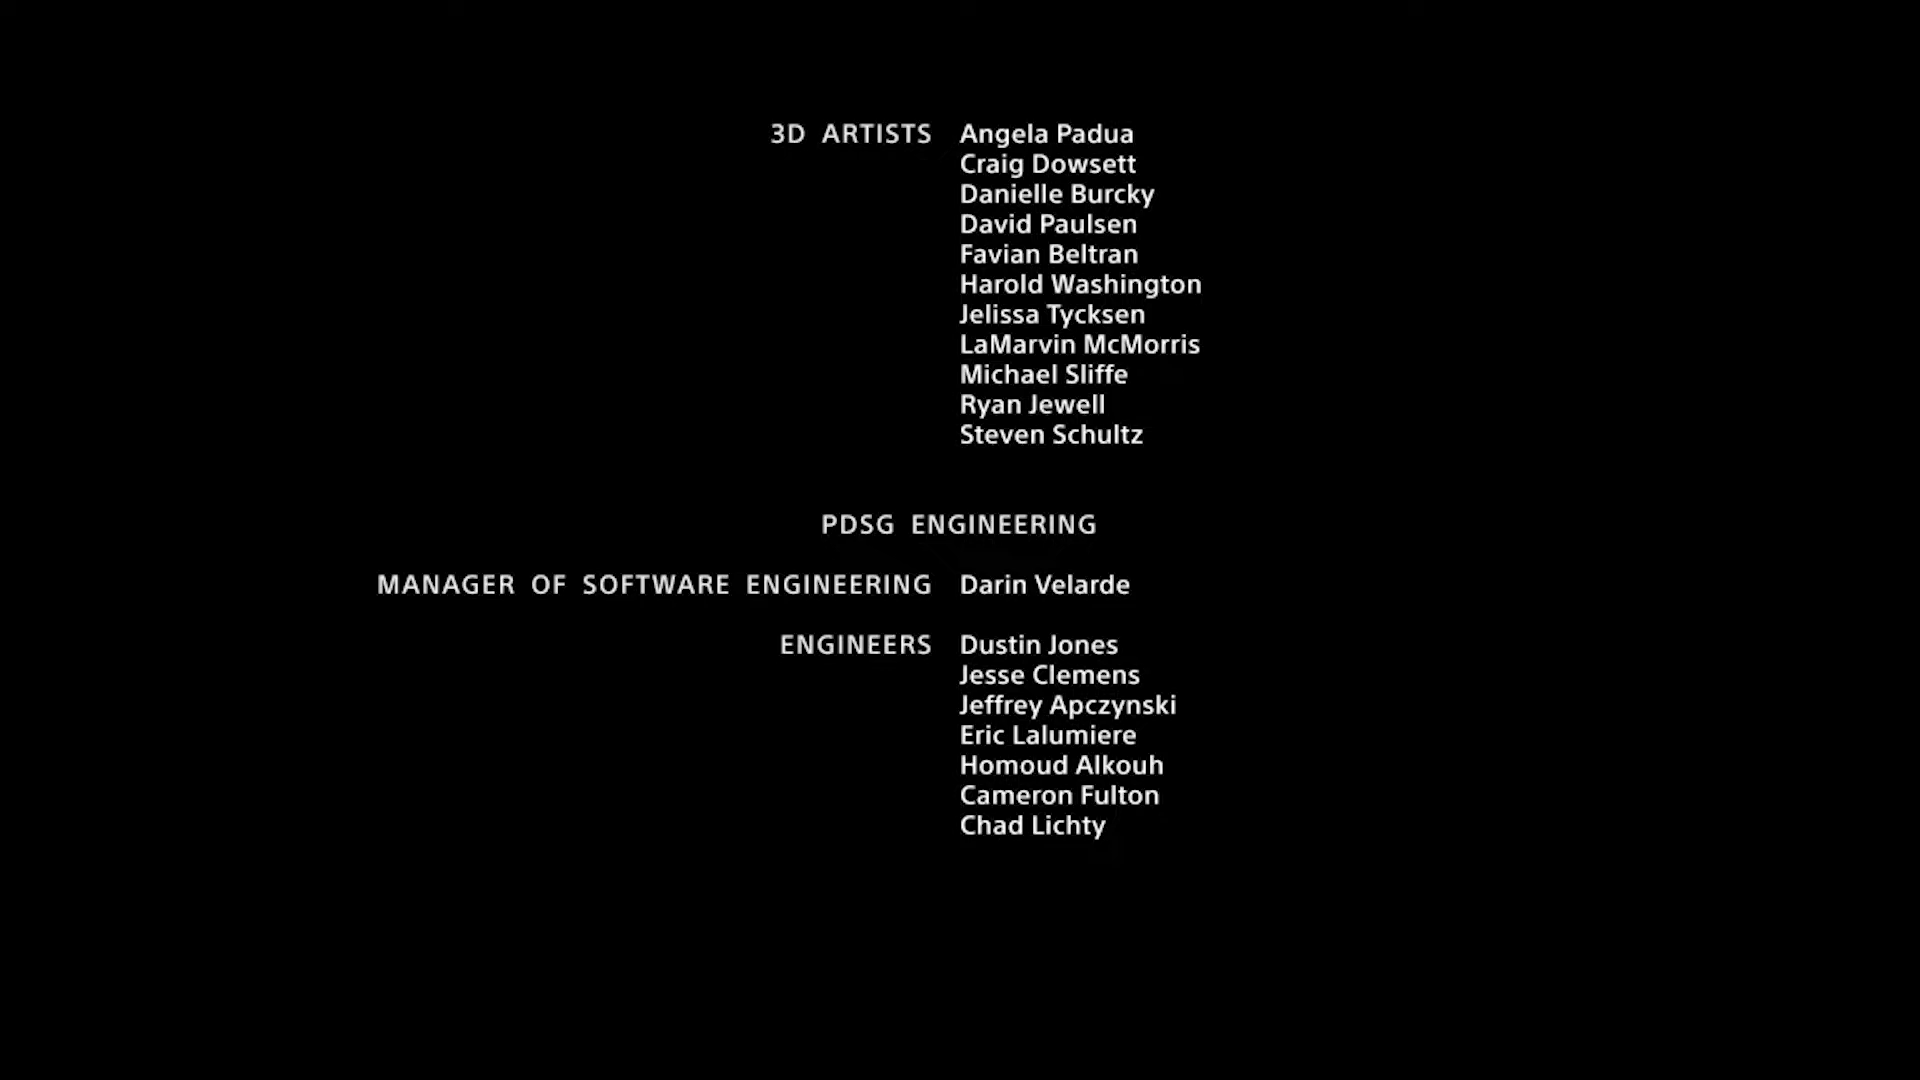 3D ARTISTS Angela Padua
Craig Dowsett
Danielle Burcky
David Paulsen
Favian Beltran
Harold Washington
Jelissa Tycksen
LaMarvin McMorris
Michael Sliffe
Ryan Jewell
Steven Schultz
PDSG ENGINEERING
MANAGER OF SOFTWARE ENGINEERING Darin Velarde
ENGINEERS Dustin Jones
Jesse Clemens
Jeffrey Apczynski
Eric Lalumiere
Homoud Alkouh
Cameron Fulton
Chad Lichty